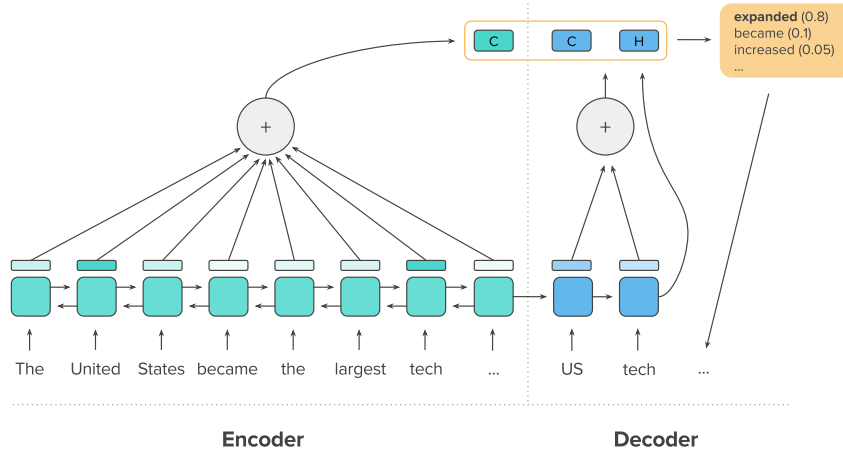 C C H
expanded (0.8)
became (0.1)
increased (0.05)
...
+ +
The United States became the largest tech ... US tech ...
Encoder Decoder